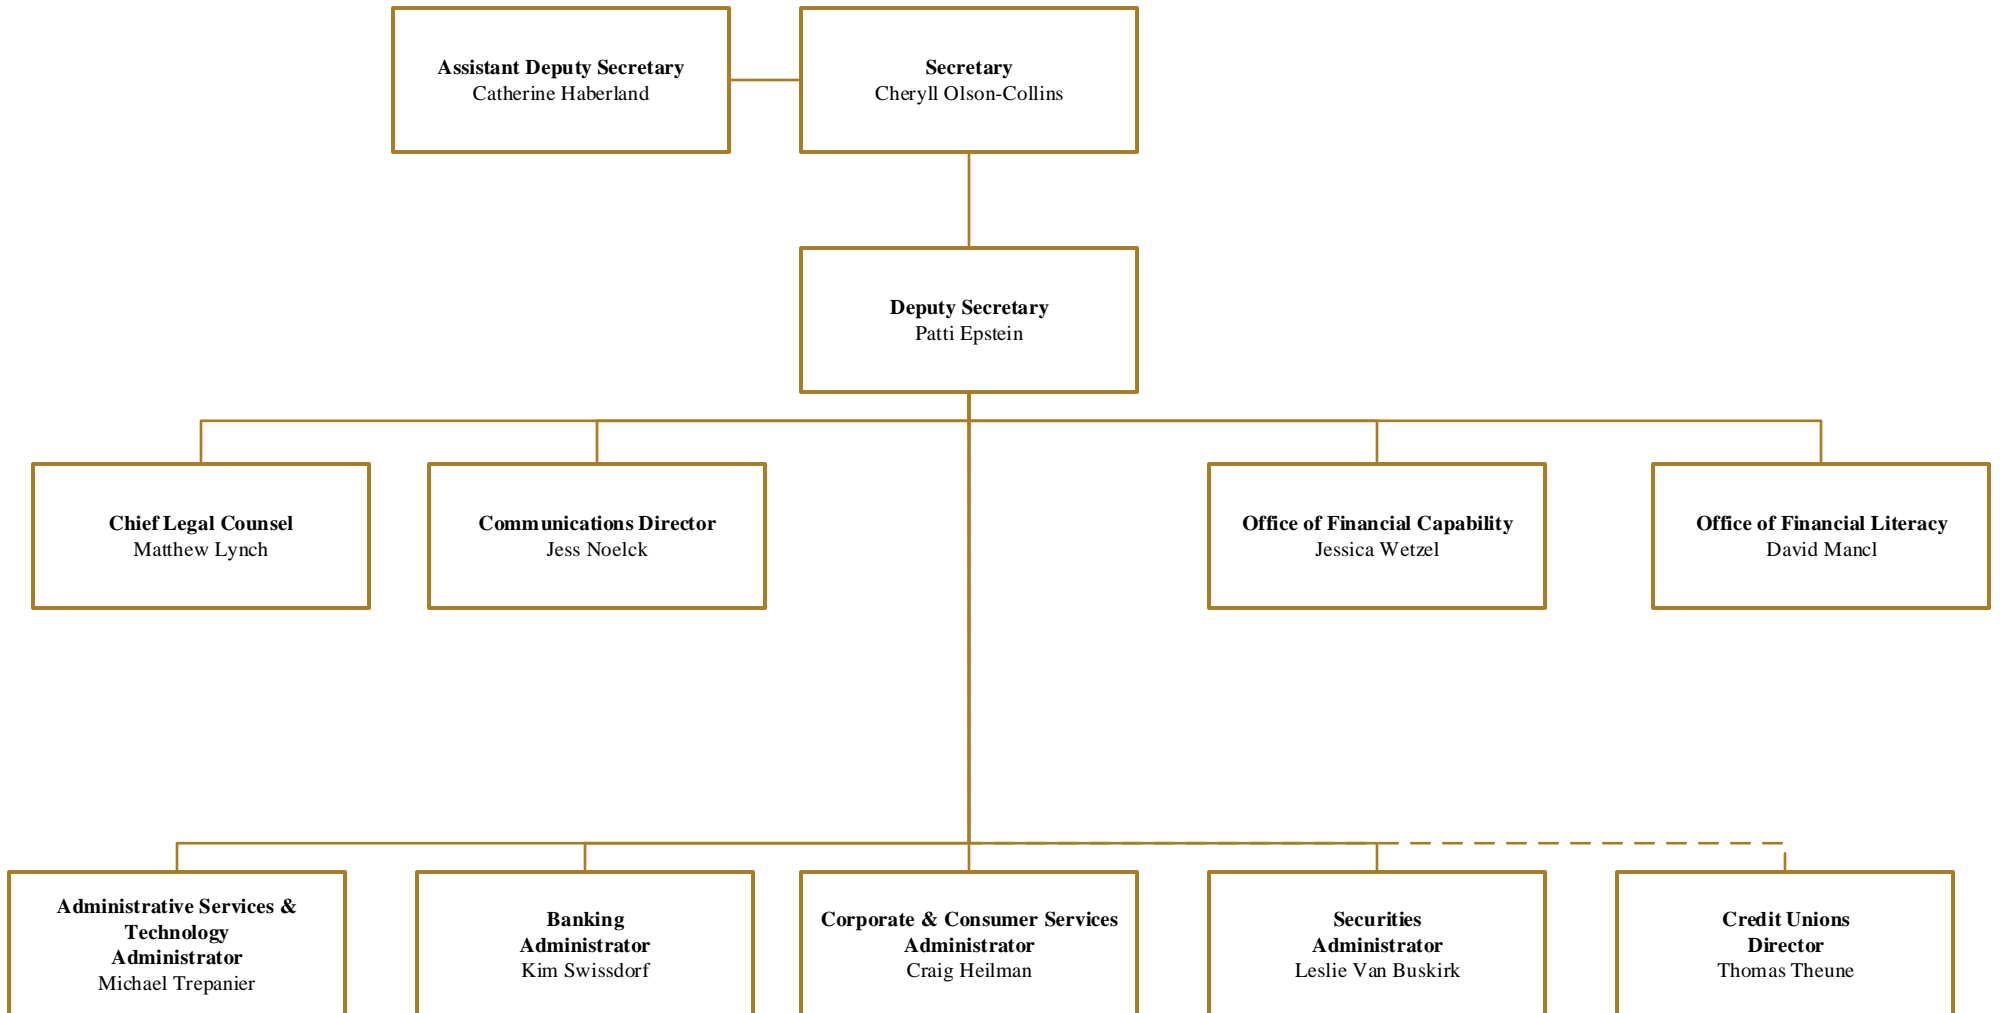 Assistant Deputy Secretary
Catherine Haberland
Secretary
Cheryll Olson-Collins
Deputy Secretary
Patti Epstein
Chief Legal Counsel
Matthew Lynch
Communications Director
Jess Noelck
Office of Financial Capability
Jessica Wetzel
Office of Financial Literacy
David Mancl
Administrative Services &
Technology
Administrator
Michael Trepanier
Banking
Administrator
Kim Swissdorf
Corporate & Consumer Services
Administrator
Craig Heilman
Securities
Administrator
Leslie Van Buskirk
Credit Unions
Director
Thomas Theune